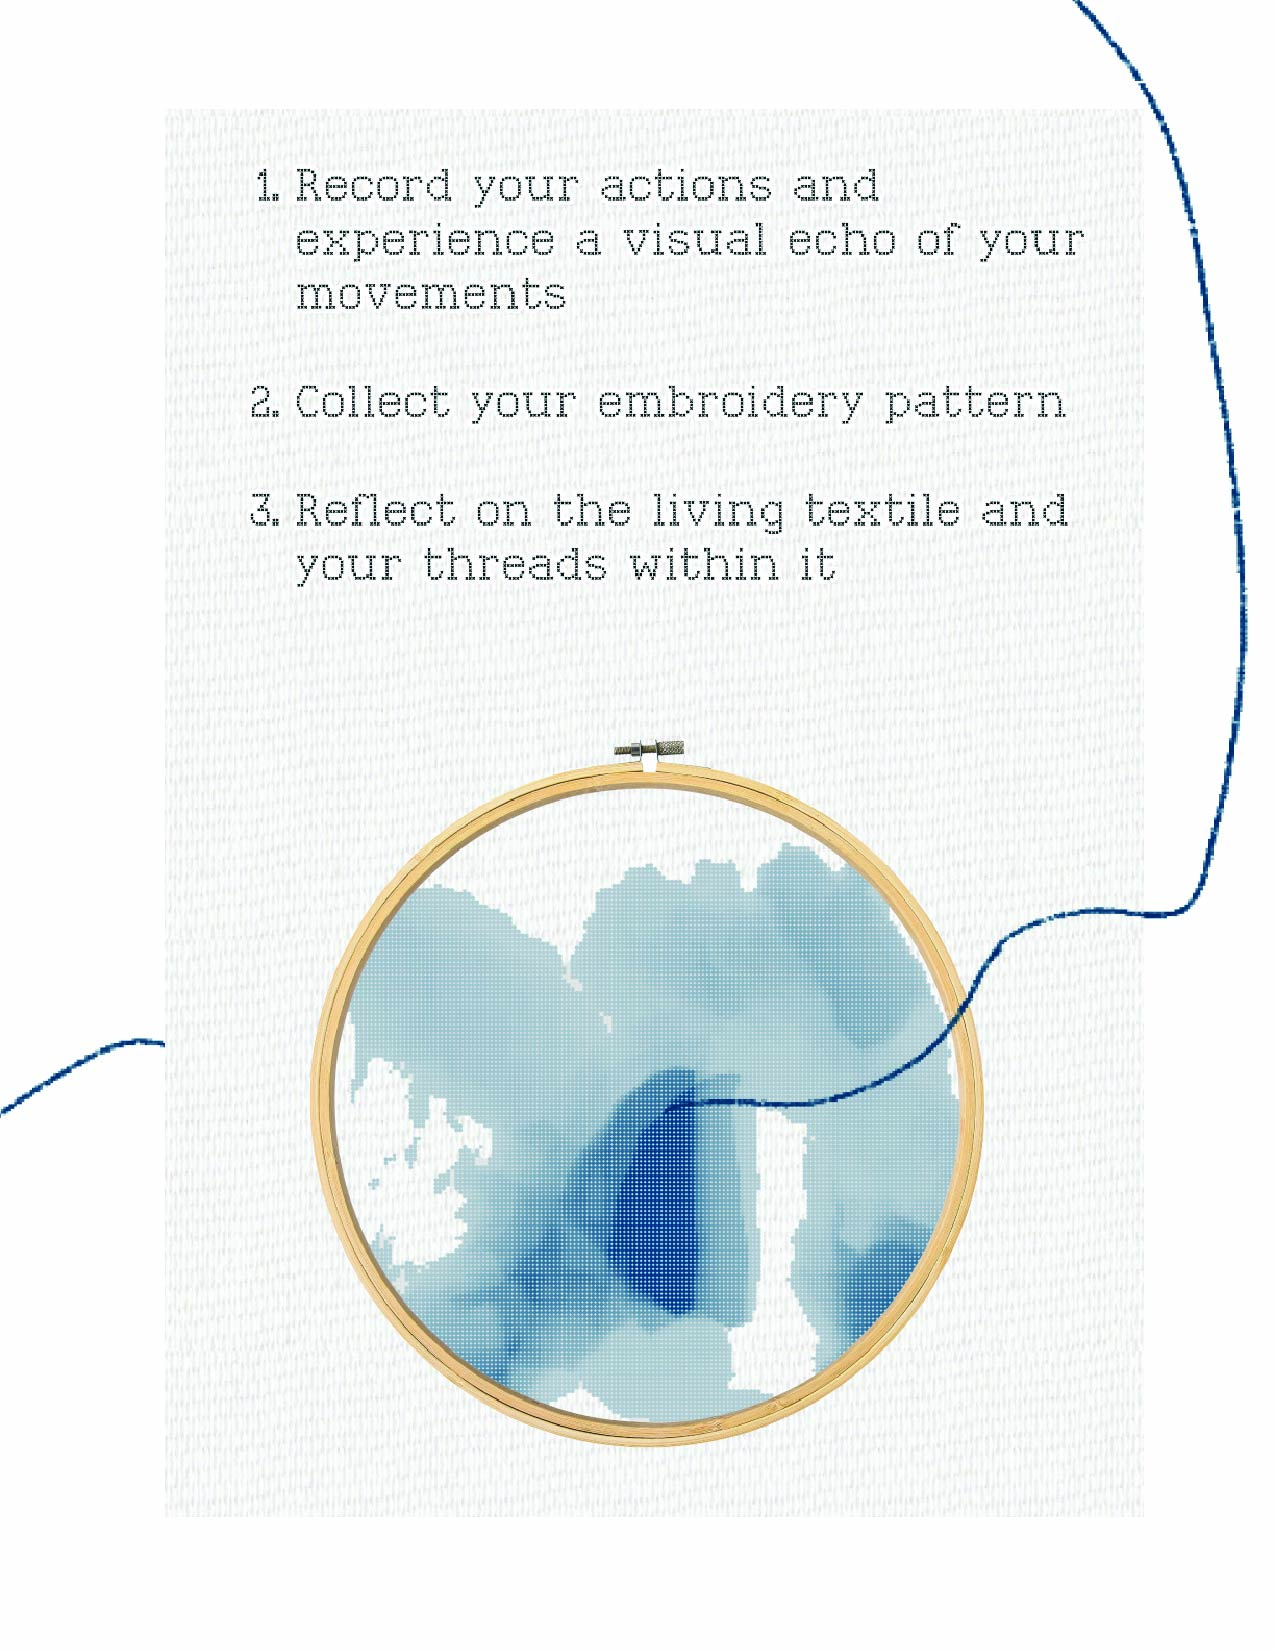 1. Record your actions and
experience a visual echo of your
movements
2. Collect your embroidery pattern
3. Reflect on the living textile and
your threads within it